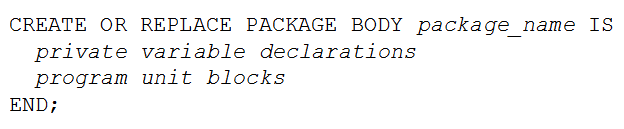 CREATE OR REPLACE PACKAGE BODY package_name IS
private variable declarations
program unit blocks
END;